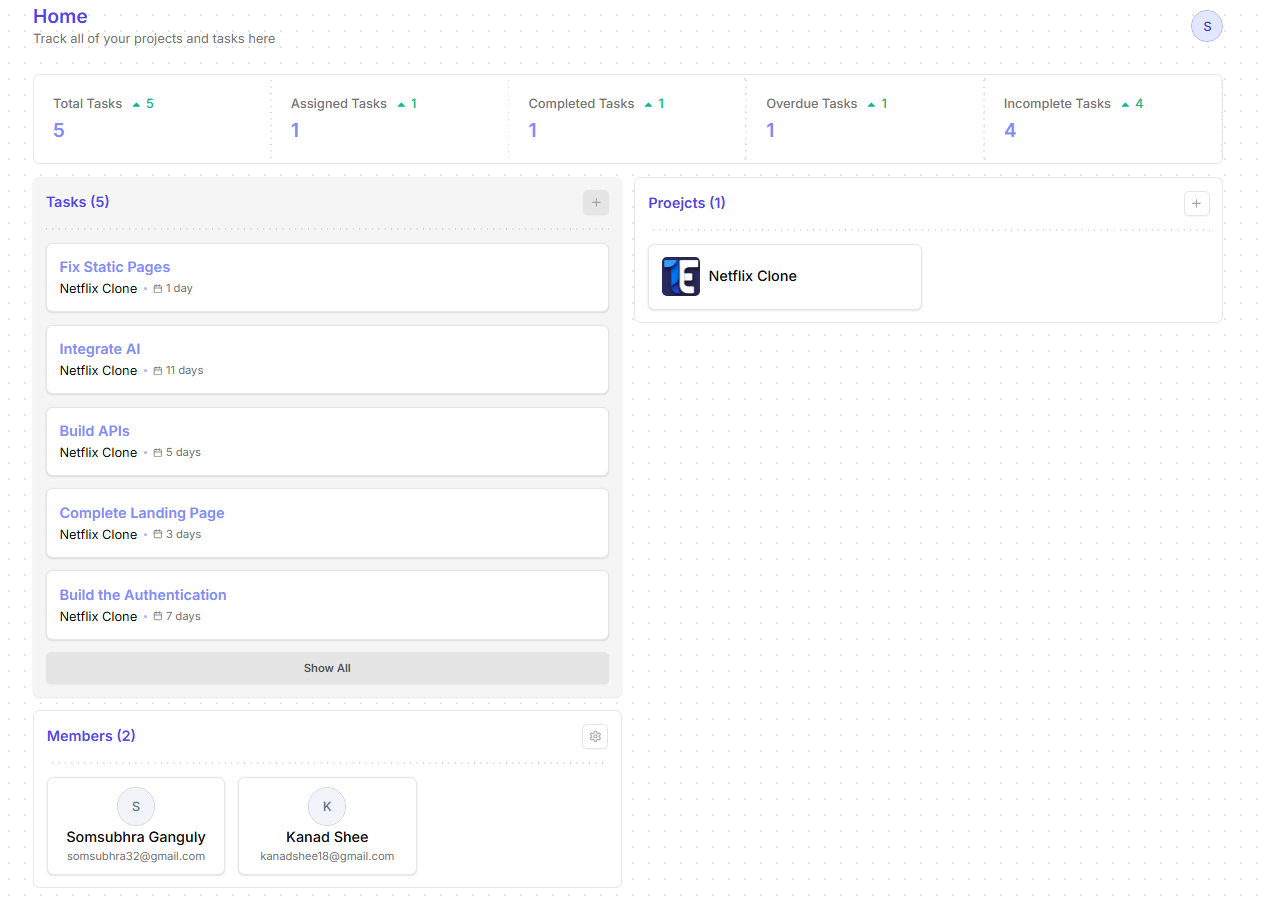 Home
Track all of your projects and tasks here
S
Total Tasks 5
5
Assigned Tasks 1
1
Completed Tasks 1
1
Overdue Tasks 1
1
Incomplete Tasks 4
4
Tasks (5)
+
Fix Static Pages
Netflix Clone • 1 day
Integrate AI
Netflix Clone • 11 days
Build APIs
Netflix Clone • 5 days
Complete Landing Page
Netflix Clone • 3 days
Build the Authentication
Netflix Clone • 7 days
Show All
Proejcts (1)
+
Netflix Clone
Members (2)
S
Somsubhra Ganguly
somsubhra32@gmail.com
K
Kanad Shee
kanadshee18@gmail.com